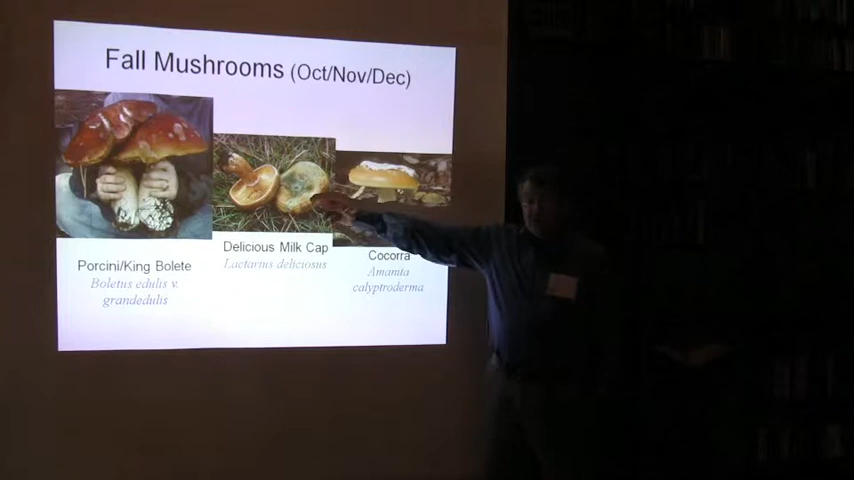 Fall Mushrooms (Oct/Nov/Dec)
Porcini/King Bolete
Boletus edulis v.
grandedulis
Delicious Milk Cap
Lactarius deliciosus
Cocorra
Amanita
calyptroderma